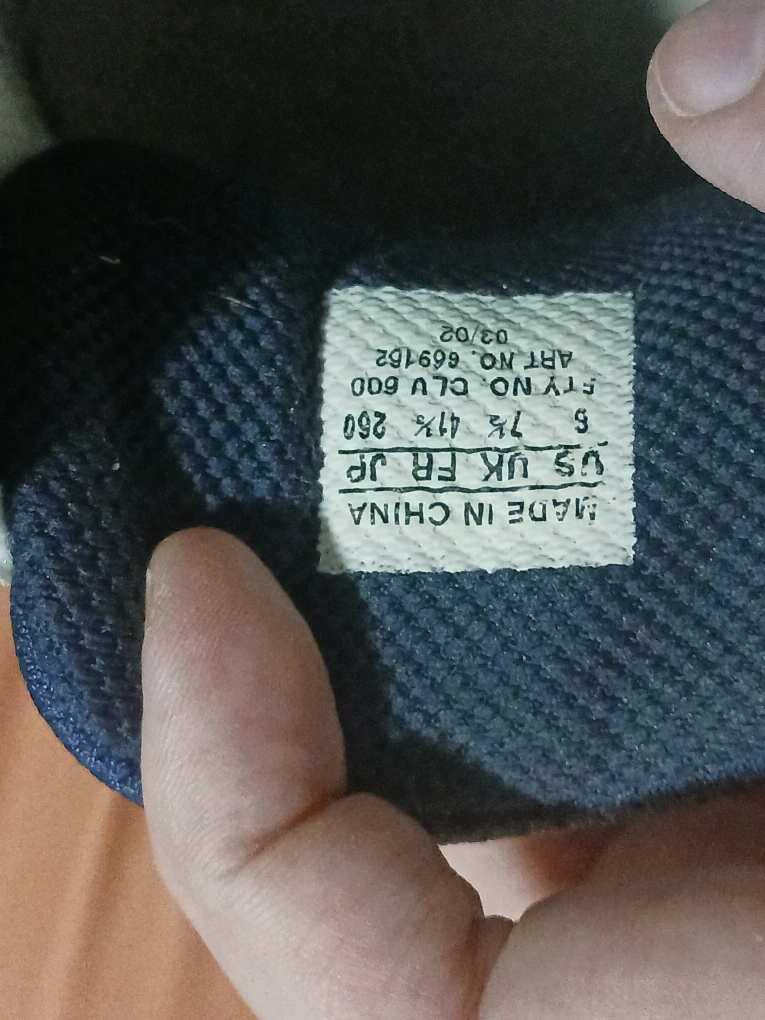 MADE IN CHINA
US UK FR JP
7½ 41⅓ 260
FTY NO. CLV 600
ART NO. 669162
03/02